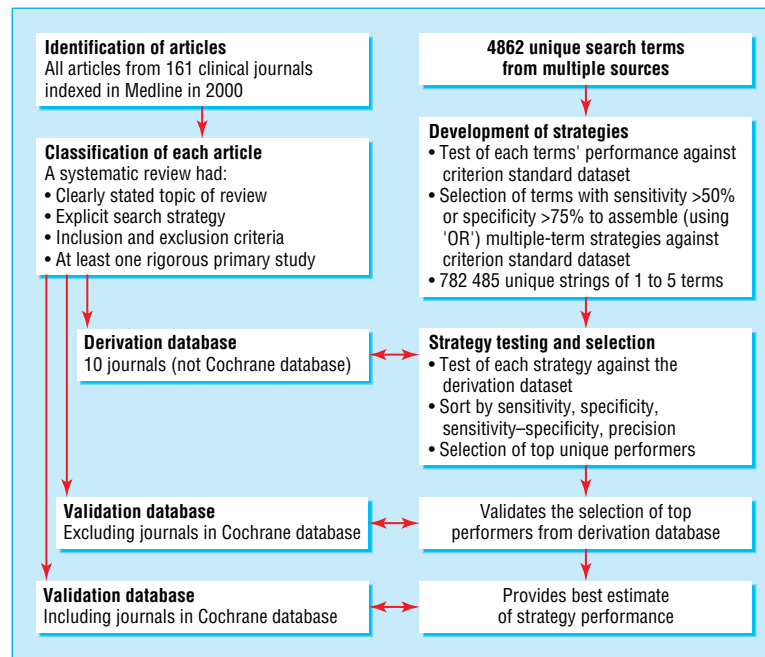 Identification of articles
All articles from 161 clinical journals
indexed in Medline in 2000
Classification of each article
A systematic review had:
• Clearly stated topic of review
• Explicit search strategy
• Inclusion and exclusion criteria
• At least one rigorous primary study
Derivation database
10 journals (not Cochrane database)
Validation database
Excluding journals in Cochrane database
Validation database
Including journals in Cochrane database
4862 unique search terms
from multiple sources
Development of strategies
• Test of each terms' performance against
criterion standard dataset
• Selection of terms with sensitivity >50%
or specificity >75% to assemble (using
'OR') multiple-term strategies against
criterion standard dataset
• 782 485 unique strings of 1 to 5 terms
Strategy testing and selection
• Test of each strategy against the
derivation dataset
• Sort by sensitivity, specificity,
sensitivity–specificity, precision
• Selection of top unique performers
Validates the selection of top
performers from derivation database
Provides best estimate
of strategy performance